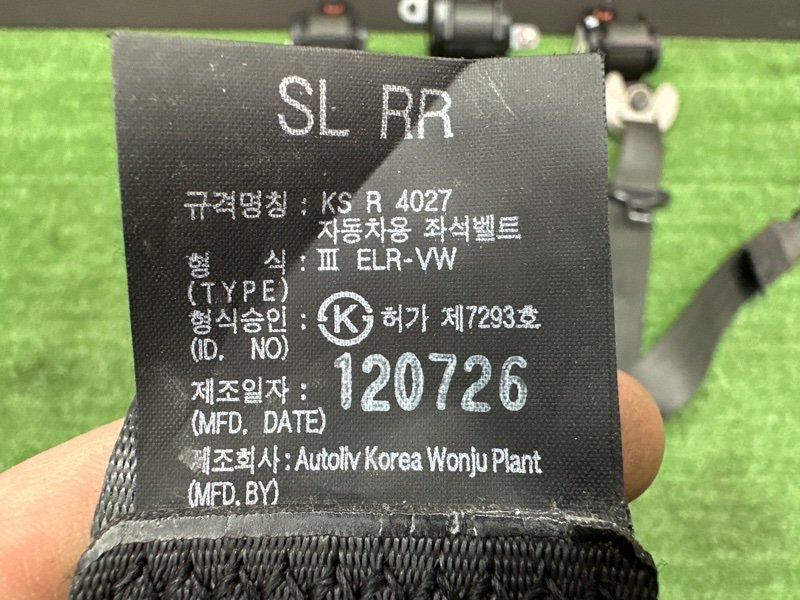 SL RR
규격명칭 : KS R 4027
자동차용 좌석벨트
형 식 : Ⅲ ELR-VW
(TYPE)
형식승인 : K 허가 제7293호
(ID. NO)
제조일자 : 120726
(MFD. DATE)
제조회사 : Autoliv Korea Wonju Plant
(MFD.BY)